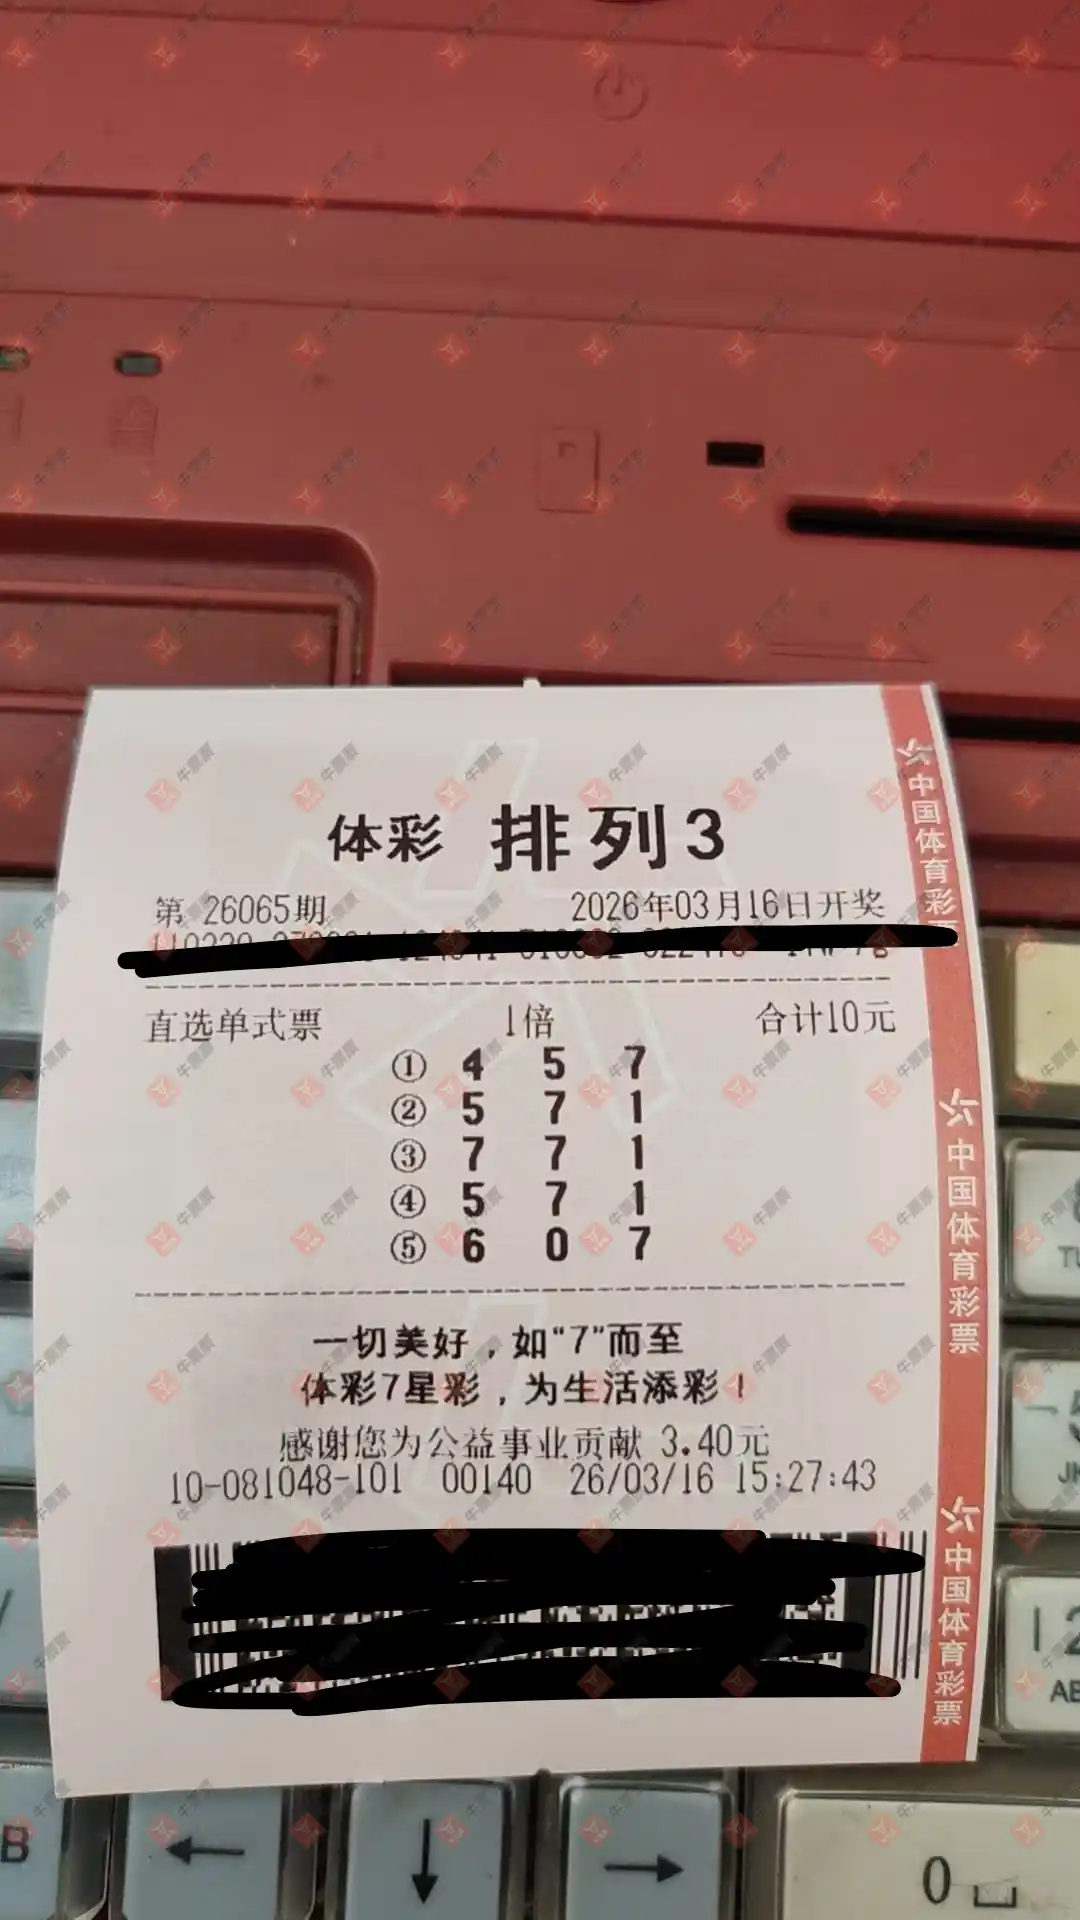 体彩 排列3
第 26065期 2026年03月16日开奖
直选单式票 1倍 合计10元
① 4 5 7
② 5 7 1
③ 7 7 1
④ 5 7 1
⑤ 6 0 7
一切美好，如“7”而至
体彩7星彩，为生活添彩！
感谢您为公益事业贡献 3.40元
10-081048-101 00140 26/03/16 15:27:43
中国体育彩票
中国体育彩票
中国体育彩票
牛票票
B
0